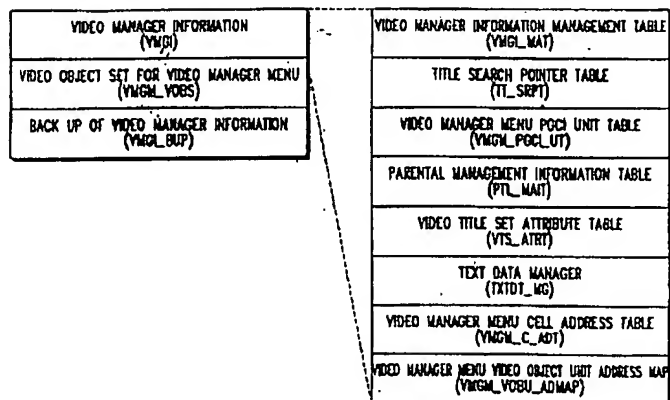 VIDEO MANAGER INFORMATION
(VMGI)
VIDEO OBJECT SET FOR VIDEO MANAGER MENU
(VMGM_VOBS)
BACK UP OF VIDEO MANAGER INFORMATION
(VMGI_BUP)
VIDEO MANAGER INFORMATION MANAGEMENT TABLE
(VMGI_MAT)
TITLE SEARCH POINTER TABLE
(TT_SRPT)
VIDEO MANAGER MENU PGCI UNIT TABLE
(VMGM_PGCI_UT)
PARENTAL MANAGEMENT INFORMATION TABLE
(PTL_MAIT)
VIDEO TITLE SET ATTRIBUTE TABLE
(VTS_ATRT)
TEXT DATA MANAGER
(TXTDT_MG)
VIDEO MANAGER MENU CELL ADDRESS TABLE
(VMGM_C_ADT)
VIDEO MANAGER MENU VIDEO OBJECT UNIT ADDRESS MAP
(VMGM_VOBU_ADMAP)